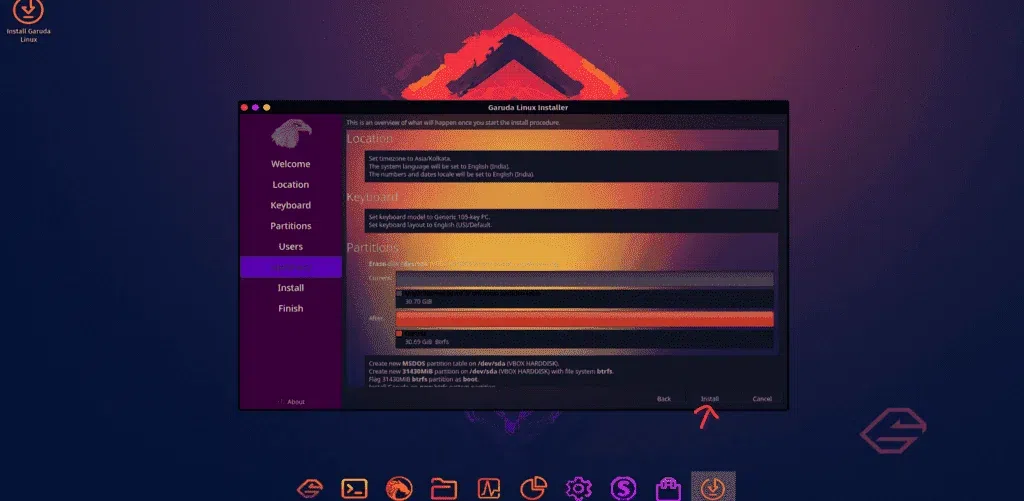 Install Garuda
Linux
Garuda Linux Installer
This is an overview of what will happen once you start the install procedure.
Welcome
Location
Keyboard
Partitions
Users
Install
Finish
About
Location
Set timezone to Asia/Kolkata.
The system language will be set to English (India).
The numbers and dates locale will be set to English (India).
Keyboard
Set keyboard model to Generic 105-key PC.
Set keyboard layout to English (US)/Default.
Partitions
Erase disk /dev/sda
Current
30.70 GiB
After
30.69 GiB Btrfs
Create new MSDOS partition table on /dev/sda (VBOX HARDDISK).
Create new 31430MiB partition on /dev/sda (VBOX HARDDISK) with file system btrfs.
Flag 31430MiB btrfs partition as boot.
Back
Install
Cancel